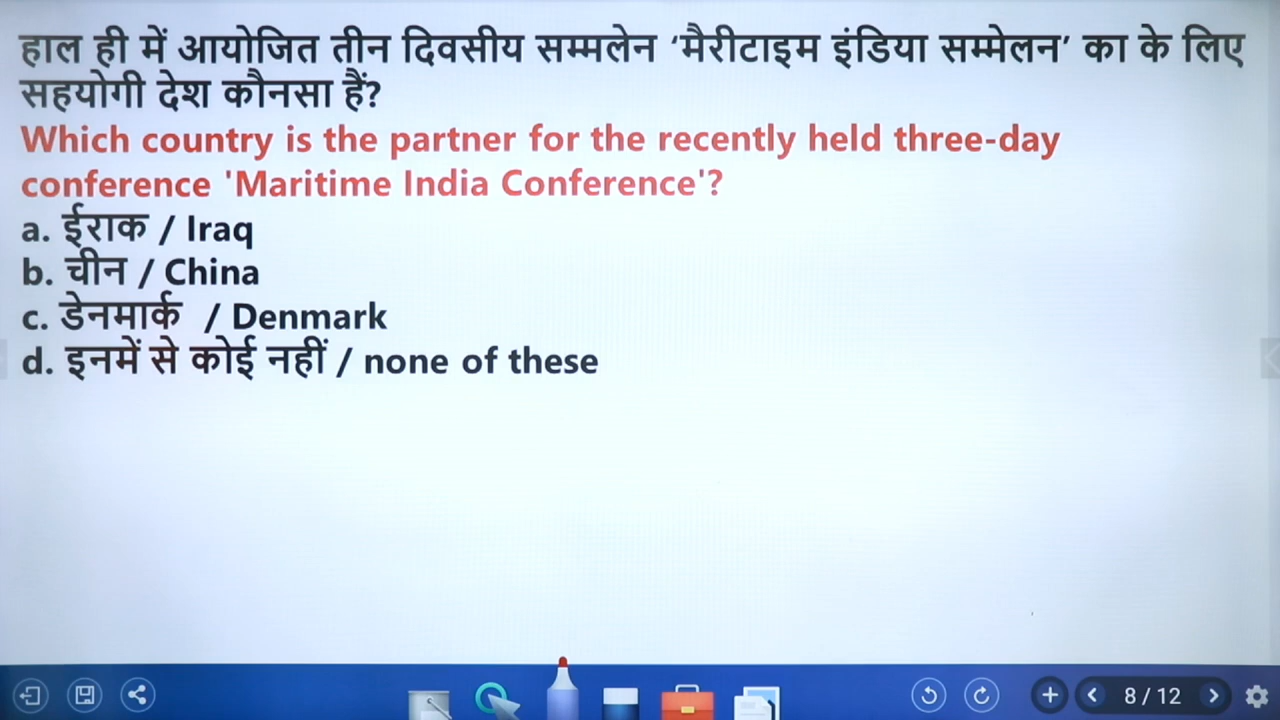 हाल ही में आयोजित तीन दिवसीय सम्मलेन ‘मैरीटाइम इंडिया सम्मेलन’ का के लिए
सहयोगी देश कौनसा हैं?
Which country is the partner for the recently held three-day
conference 'Maritime India Conference'?
a. ईराक / Iraq
b. चीन / China
c. डेनमार्क / Denmark
d. इनमें से कोई नहीं / none of these
8 / 12